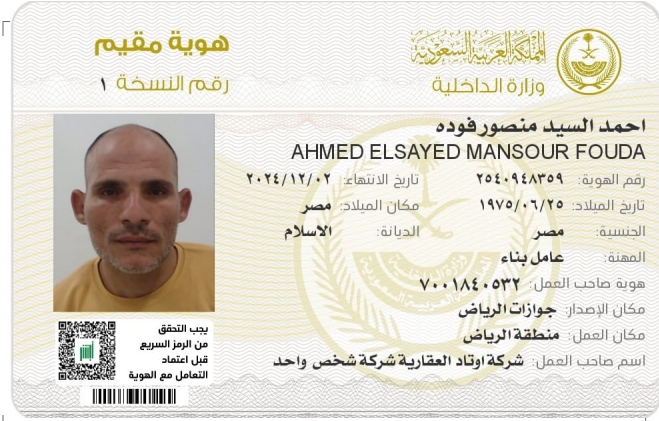 المملكة العربية السعودية
وزارة الداخلية
هوية مقيم
رقم النسخة ١
احمد السيد منصور فوده
AHMED ELSAYED MANSOUR FOUDA
رقم الهوية: ٢٥٤٠٩٤٨٣٥٩ تاريخ الانتهاء: ٢٠٢٤/١٢/٠٢
تاريخ الميلاد: ١٩٧٥/٠٦/٢٥ مكان الميلاد: مصر
الجنسية: مصر الديانة: الاسلام
المهنة: عامل بناء
هوية صاحب العمل: ٧٠٠١٨٤٠٥٣٢
مكان الإصدار: جوازات الرياض
مكان العمل: منطقة الرياض
اسم صاحب العمل: شركة اوتاد العقارية شركة شخص واحد
يجب التحقق
من الرمز السريع
قبل اعتماد
التعامل مع الهوية